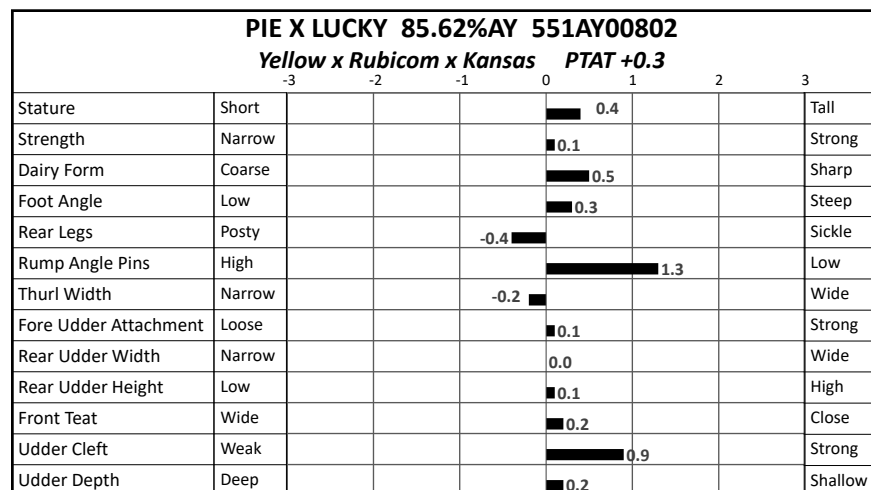 PIE X LUCKY 85.62%AY 551AY00802
Yellow x Rubicom x Kansas PTAT +0.3
-3 -2 -1 0 1 2 3
Stature Short 0.4 Tall
Strength Narrow 0.1 Strong
Dairy Form Coarse 0.5 Sharp
Foot Angle Low 0.3 Steep
Rear Legs Posty -0.4 Sickle
Rump Angle Pins High 1.3 Low
Thurl Width Narrow -0.2 Wide
Fore Udder Attachment Loose 0.1 Strong
Rear Udder Width Narrow 0.0 Wide
Rear Udder Height Low 0.1 High
Front Teat Wide 0.2 Close
Udder Cleft Weak 0.9 Strong
Udder Depth Deep 0.2 Shallow